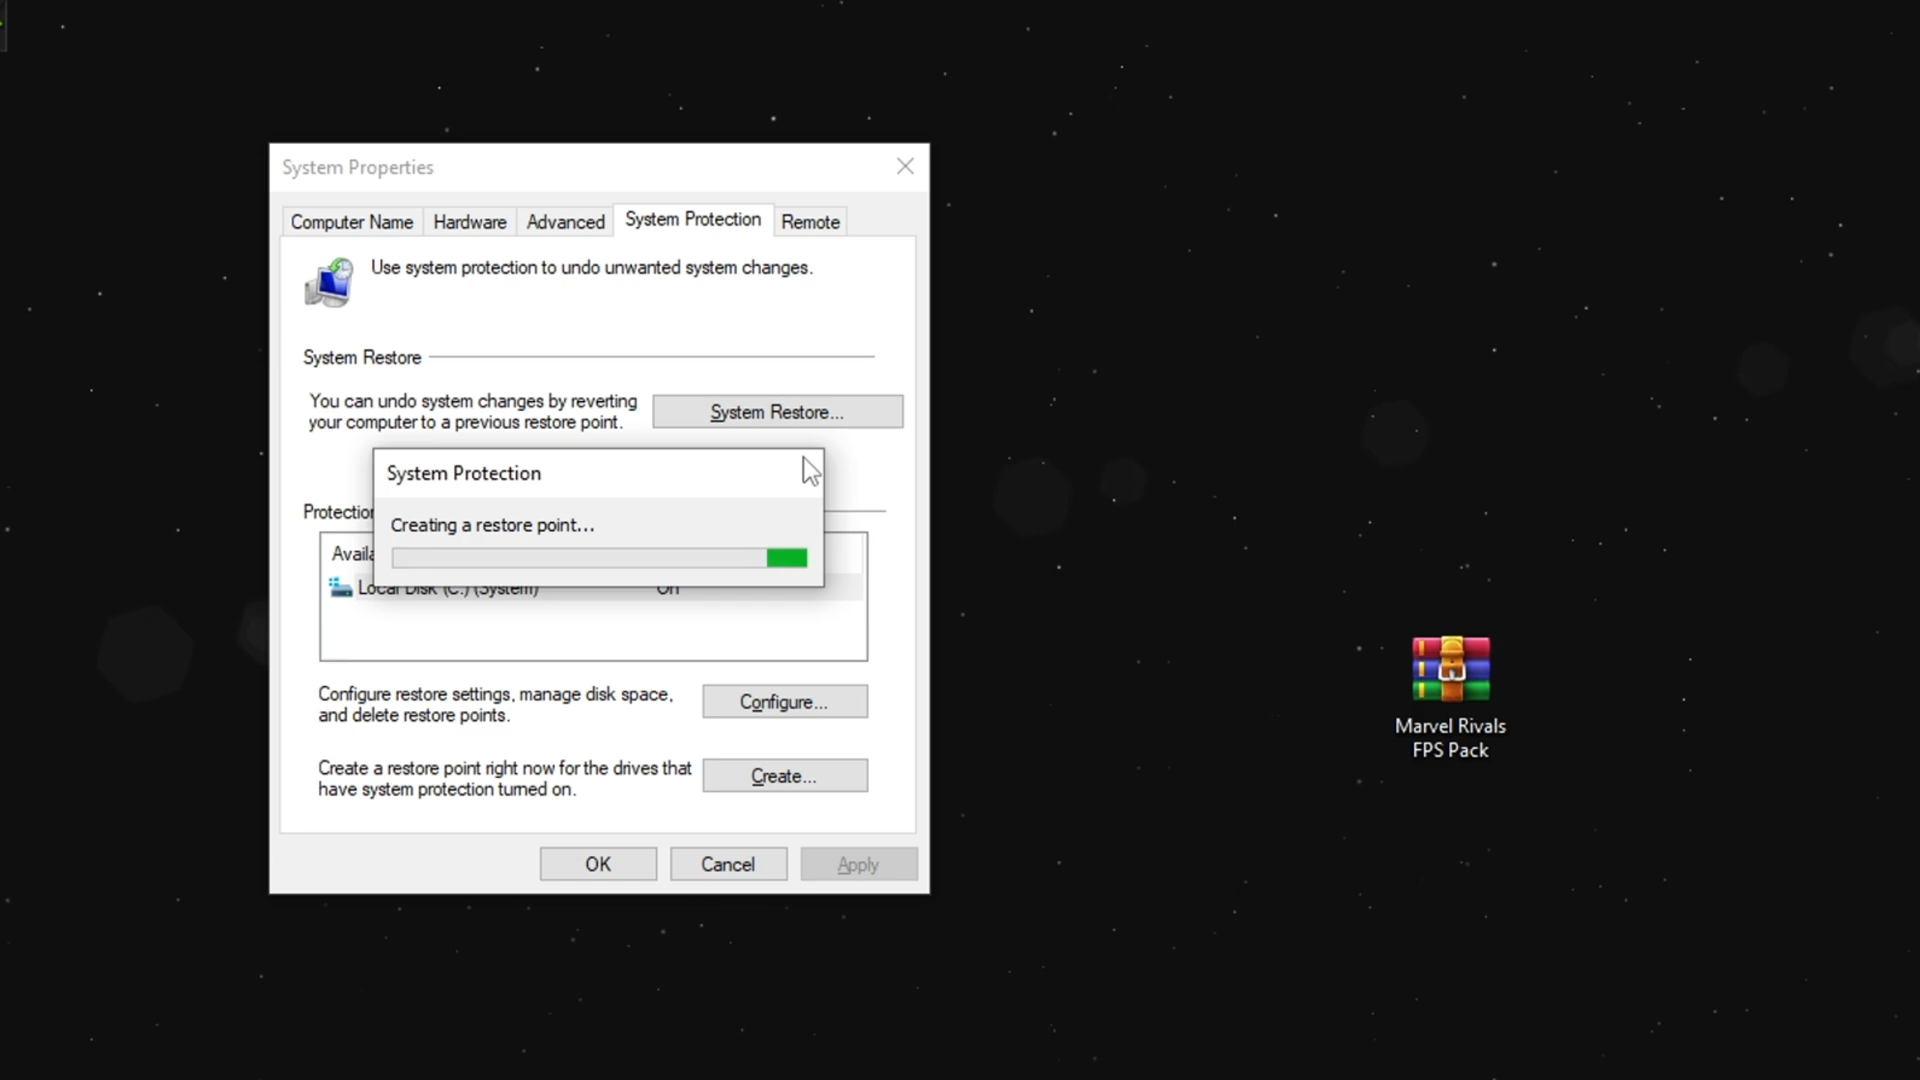 System Properties
Computer Name Hardware Advanced System Protection Remote
Use system protection to undo unwanted system changes.
System Restore
You can undo system changes by reverting
your computer to a previous restore point.
System Restore...
System Protection
Creating a restore point...
Protection
Availa
Local Disk (C:) (System) On
Configure restore settings, manage disk space,
and delete restore points.
Configure...
Create a restore point right now for the drives that
have system protection turned on.
Create...
OK Cancel Apply
Marvel Rivals
FPS Pack